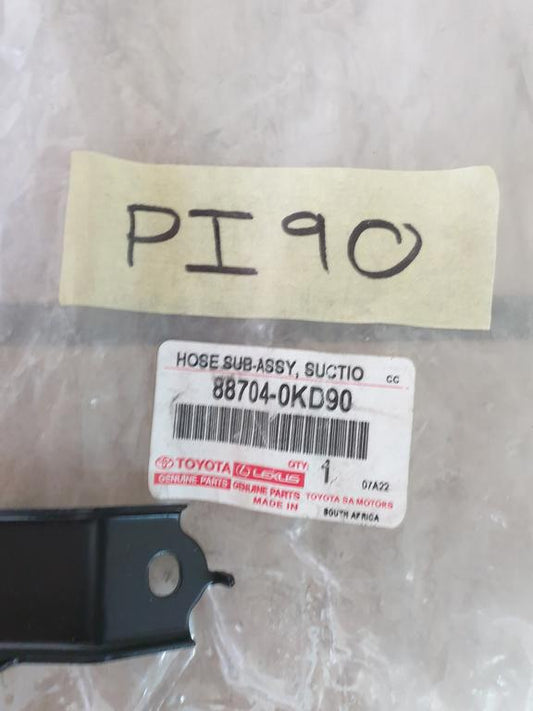 PI90
HOSE SUB-ASSY, SUCTIO CC
88704-0KD90
TOYOTA LEXUS QTY 1 07A22
GENUINE PARTS GENUINE PARTS TOYOTA SA MOTORS
MADE IN SOUTH AFRICA